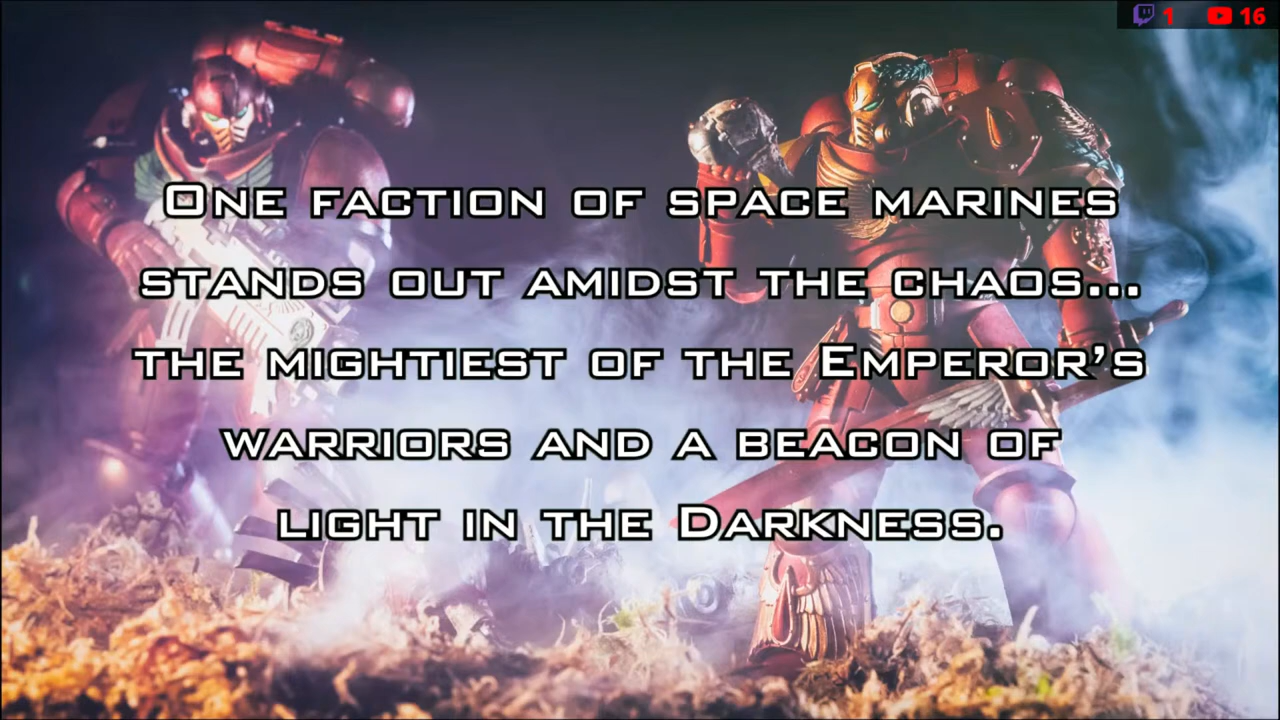 1 16
One faction of space marines
stands out amidst the chaos...
the mightiest of the Emperor's
warriors and a beacon of
light in the Darkness.